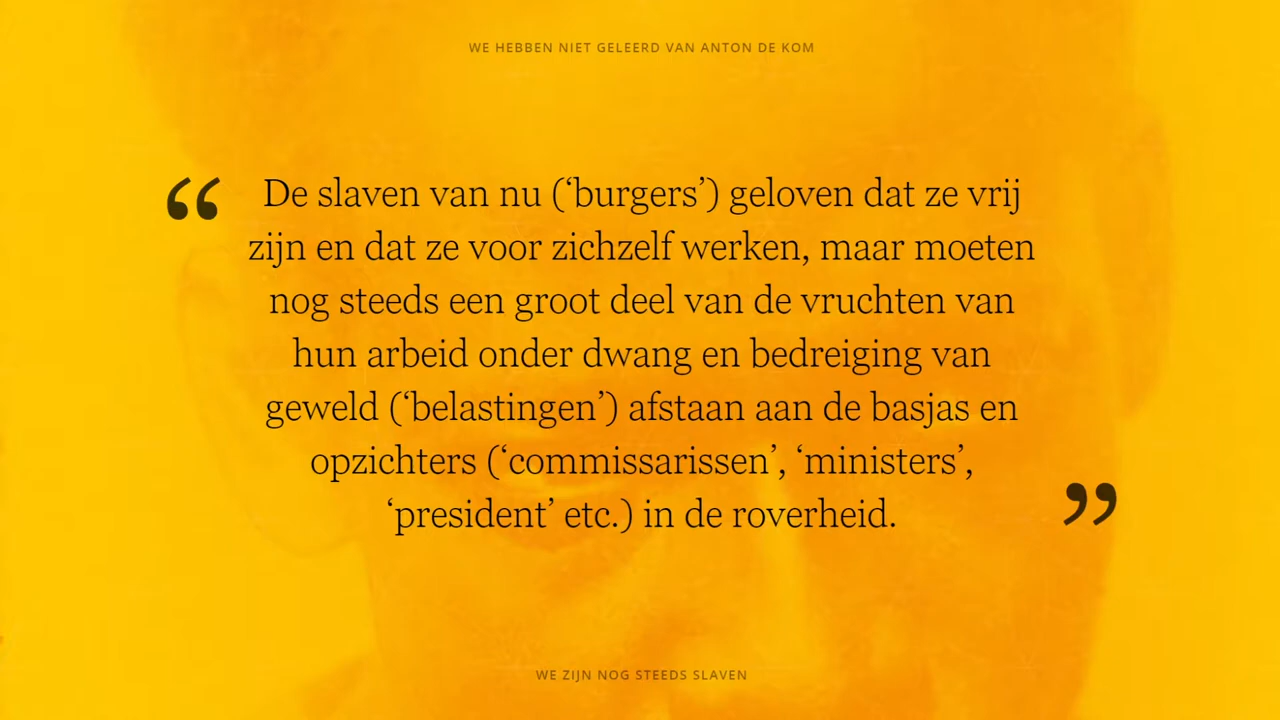 WE HEBBEN NIET GELEERD VAN ANTON DE KOM
“ De slaven van nu (‘burgers’) geloven dat ze vrij
zijn en dat ze voor zichzelf werken, maar moeten
nog steeds een groot deel van de vruchten van
hun arbeid onder dwang en bedreiging van
geweld (‘belastingen’) afstaan aan de basjas en
opzichters (‘commissarissen’, ‘ministers’,
‘president’ etc.) in de roverheid. ”
WE ZIJN NOG STEEDS SLAVEN